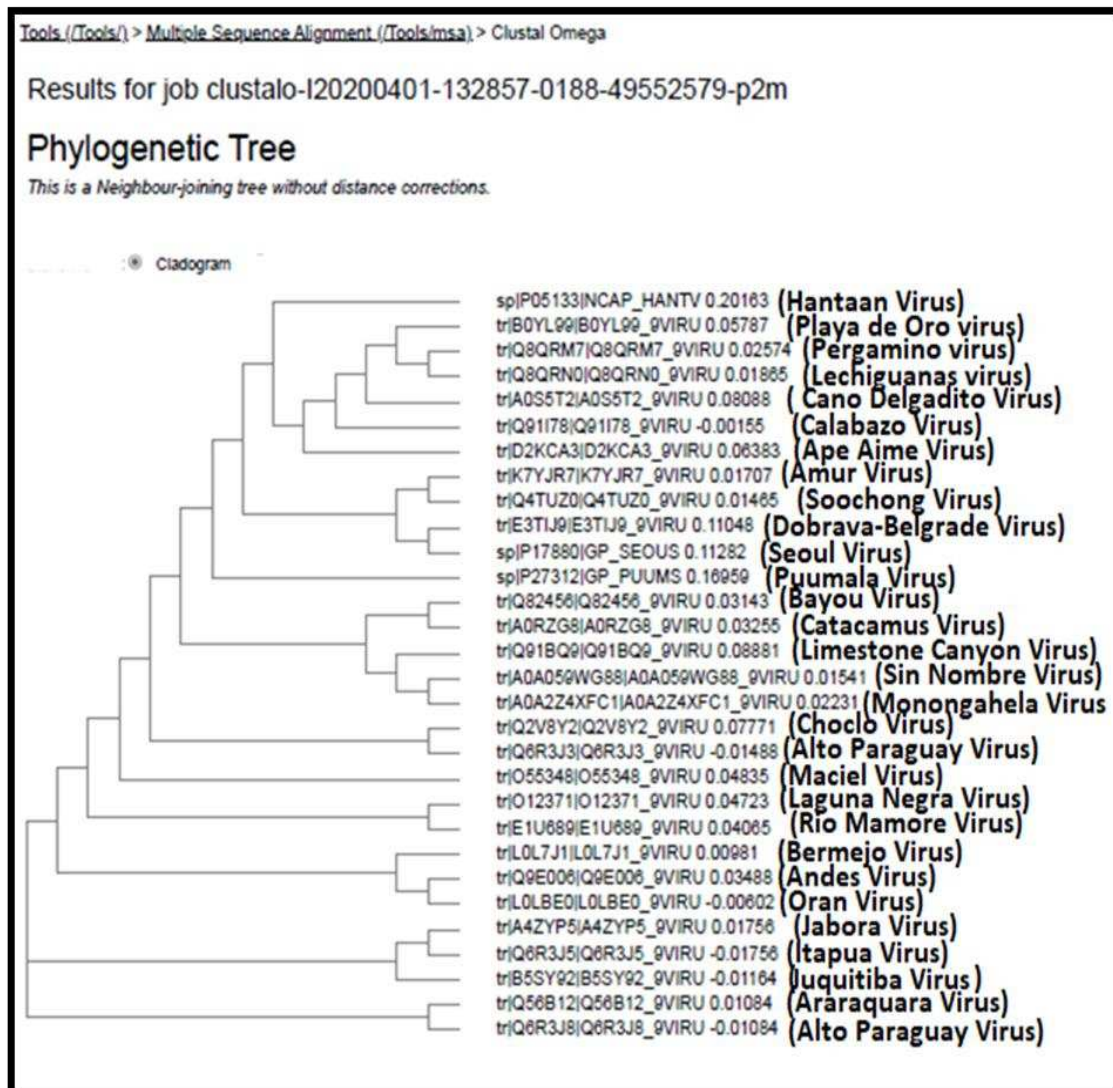 Tools (/Tools/) > Multiple Sequence Alignment (/Tools/msa) > Clustal Omega
Results for job clustalo-I20200401-132857-0188-49552579-p2m
Phylogenetic Tree
This is a Neighbour-joining tree without distance corrections.
Cladogram
sp|P05133|NCAP_HANTV 0.20163 (Hantaan Virus)
tr|B0YL99|B0YL99_9VIRU 0.05787 (Playa de Oro virus)
tr|Q8QRM7|Q8QRM7_9VIRU 0.02574 (Pergamino virus)
tr|Q8QRN0|Q8QRN0_9VIRU 0.01865 (Lechiguanas virus)
tr|A0S5T2|A0S5T2_9VIRU 0.08088 ( Cano Delgadito Virus)
tr|Q91I78|Q91I78_9VIRU -0.00155 (Calabazo Virus)
tr|D2KCA3|D2KCA3_9VIRU 0.06383 (Ape Aime Virus)
tr|K7YJR7|K7YJR7_9VIRU 0.01707 (Amur Virus)
tr|Q4TUZ0|Q4TUZ0_9VIRU 0.01465 (Soochong Virus)
tr|E3TIJ9|E3TIJ9_9VIRU 0.11048 (Dobrava-Belgrade Virus)
sp|P17880|GP_SEOUS 0.11282 (Seoul Virus)
sp|P27312|GP_PUUMS 0.16959 (Puumala Virus)
tr|Q82456|Q82456_9VIRU 0.03143 (Bayou Virus)
tr|A0RZG8|A0RZG8_9VIRU 0.03255 (Catacamus Virus)
tr|Q91BQ9|Q91BQ9_9VIRU 0.08881 (Limestone Canyon Virus)
tr|A0A059WG88|A0A059WG88_9VIRU 0.01541 (Sin Nombre Virus)
tr|A0A2Z4XFC1|A0A2Z4XFC1_9VIRU 0.02231 (Monongahela Virus
tr|Q2V8Y2|Q2V8Y2_9VIRU 0.07771 (Choclo Virus)
tr|Q6R3J3|Q6R3J3_9VIRU -0.01488 (Alto Paraguay Virus)
tr|O55348|O55348_9VIRU 0.04835 (Maciel Virus)
tr|O12371|O12371_9VIRU 0.04723 (Laguna Negra Virus)
tr|E1U689|E1U689_9VIRU 0.04065 (Rio Mamore Virus)
tr|L0L7J1|L0L7J1_9VIRU 0.00981 (Bermejo Virus)
tr|Q9E006|Q9E006_9VIRU 0.03488 (Andes Virus)
tr|L0LBE0|L0LBE0_9VIRU -0.00602 (Oran Virus)
tr|A4ZYP5|A4ZYP5_9VIRU 0.01756 (Jabora Virus)
tr|Q6R3J5|Q6R3J5_9VIRU -0.01756 (Itapua Virus)
tr|B5SY92|B5SY92_9VIRU -0.01164 (Juquitiba Virus)
tr|Q56B12|Q56B12_9VIRU 0.01084 (Araraquara Virus)
tr|Q6R3J8|Q6R3J8_9VIRU -0.01084 (Alto Paraguay Virus)